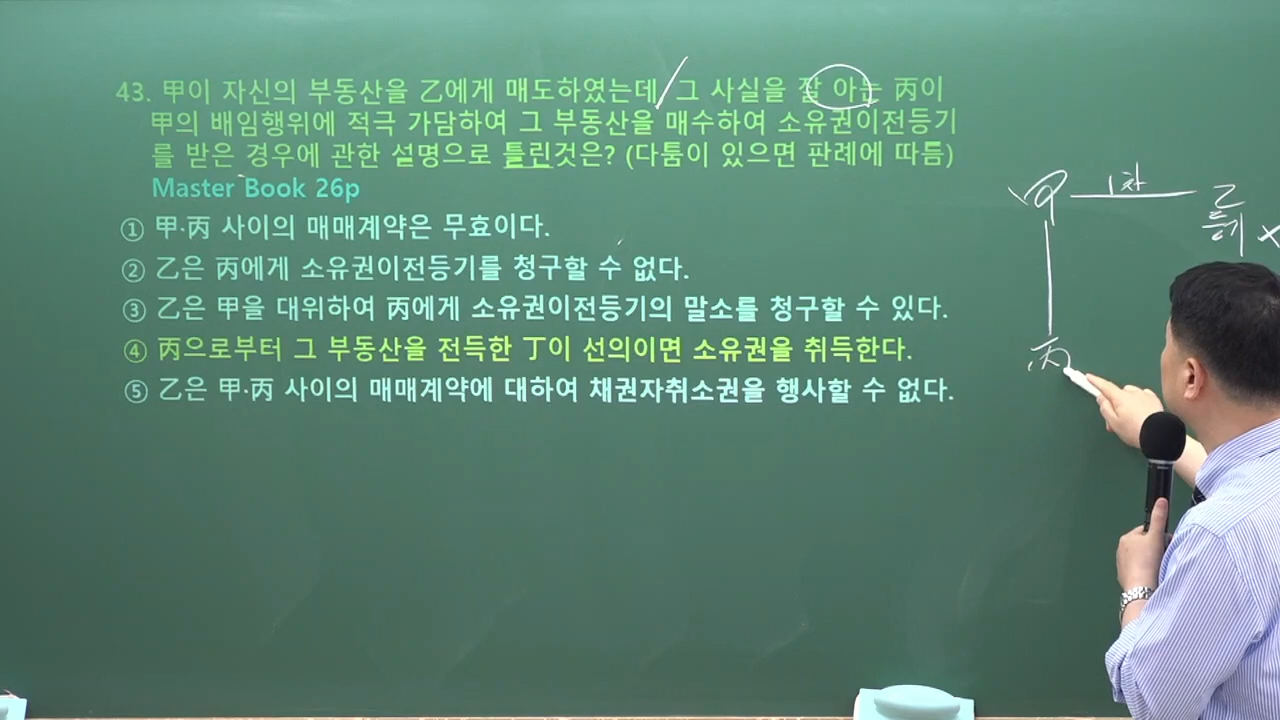 43. 甲이 자신의 부동산을 乙에게 매도하였는데 그 사실을 잘 아는 丙이
甲의 배임행위에 적극 가담하여 그 부동산을 매수하여 소유권이전등기
를 받은 경우에 관한 설명으로 틀린것은? (다툼이 있으면 판례에 따름)
Master Book 26p
① 甲·丙 사이의 매매계약은 무효이다.
② 乙은 丙에게 소유권이전등기를 청구할 수 없다.
③ 乙은 甲을 대위하여 丙에게 소유권이전등기의 말소를 청구할 수 있다.
④ 丙으로부터 그 부동산을 전득한 丁이 선의이면 소유권을 취득한다.
⑤ 乙은 甲·丙 사이의 매매계약에 대하여 채권자취소권을 행사할 수 없다.
甲 1차 乙
등기 X
丙